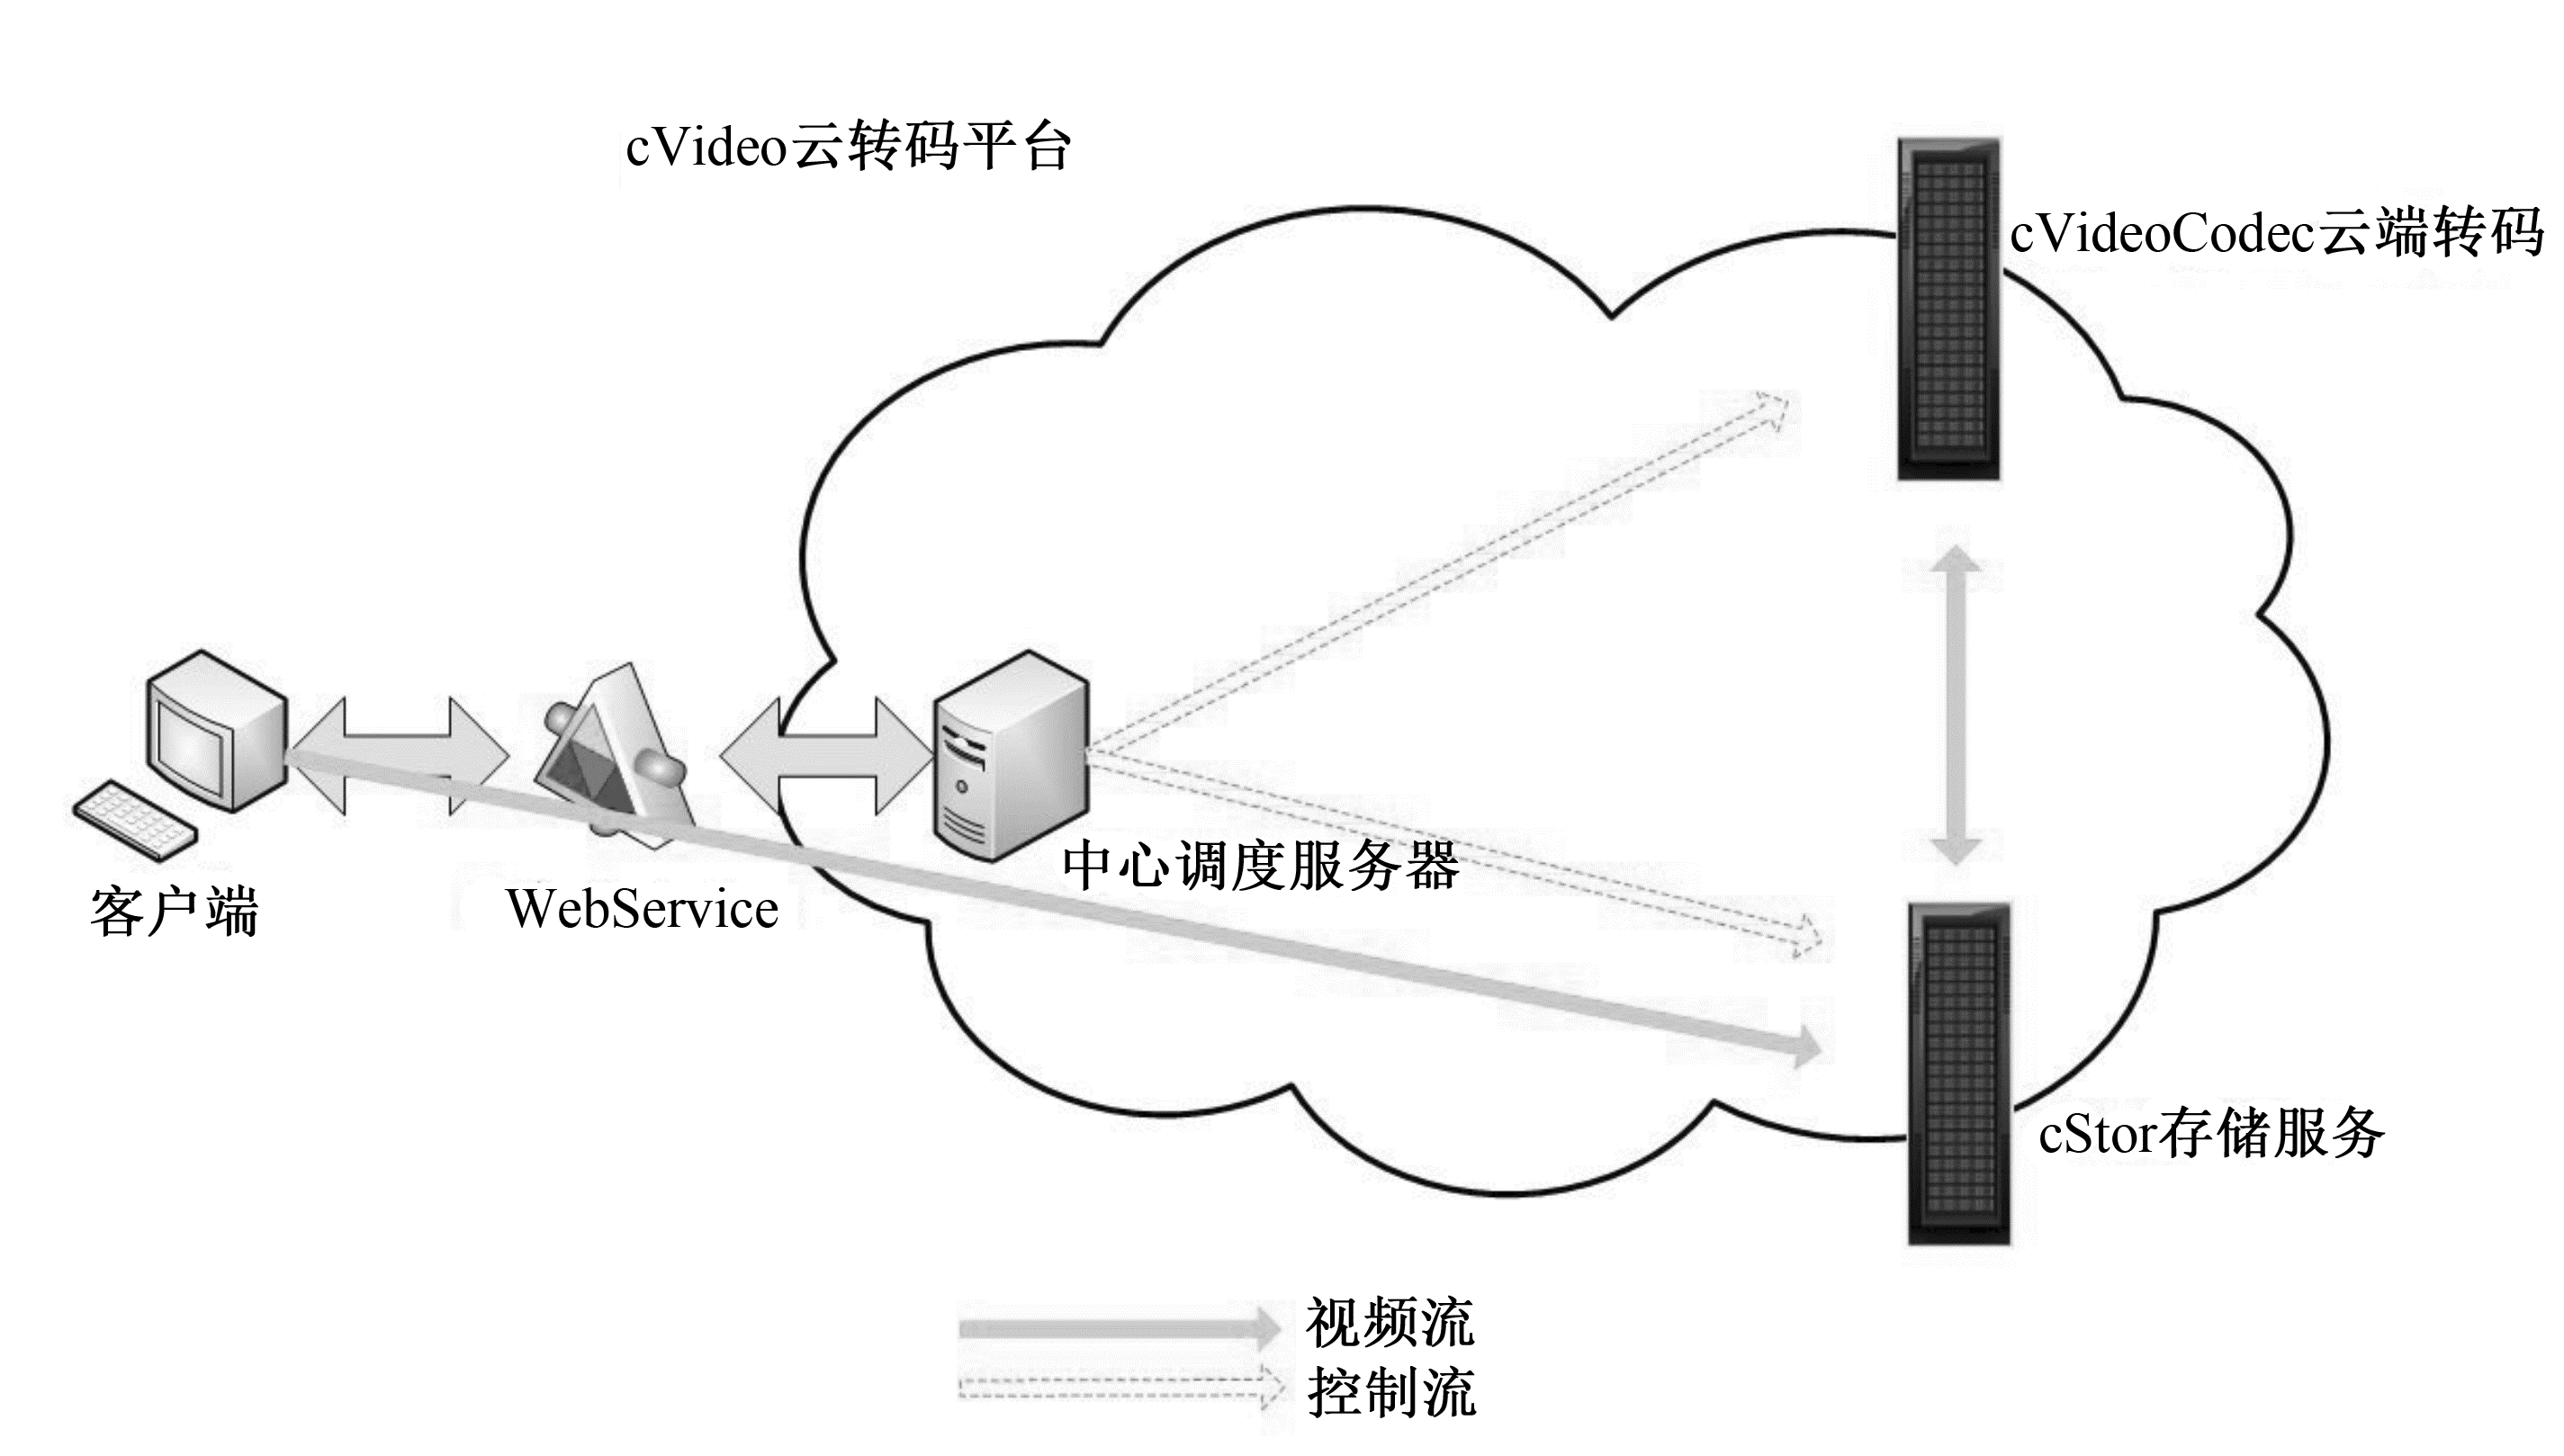 cVideo云转码平台
cVideoCodec云端转码
中心调度服务器
客户端
WebService
cStor存储服务
视频流
控制流